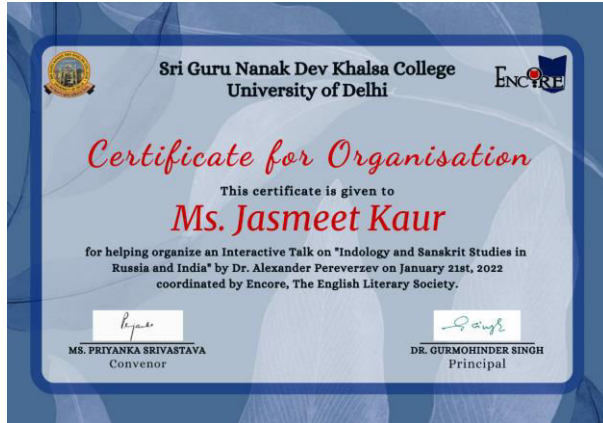 Sri Guru Nanak Dev Khalsa College
University of Delhi
ENCORE
Certificate for Organisation
This certificate is given to
Ms. Jasmeet Kaur
for helping organize an Interactive Talk on "Indology and Sanskrit Studies in
Russia and India" by Dr. Alexander Pereverzev on January 21st, 2022
coordinated by Encore, The English Literary Society.
MS. PRIYANKA SRIVASTAVA
Convenor
DR. GURMOHINDER SINGH
Principal